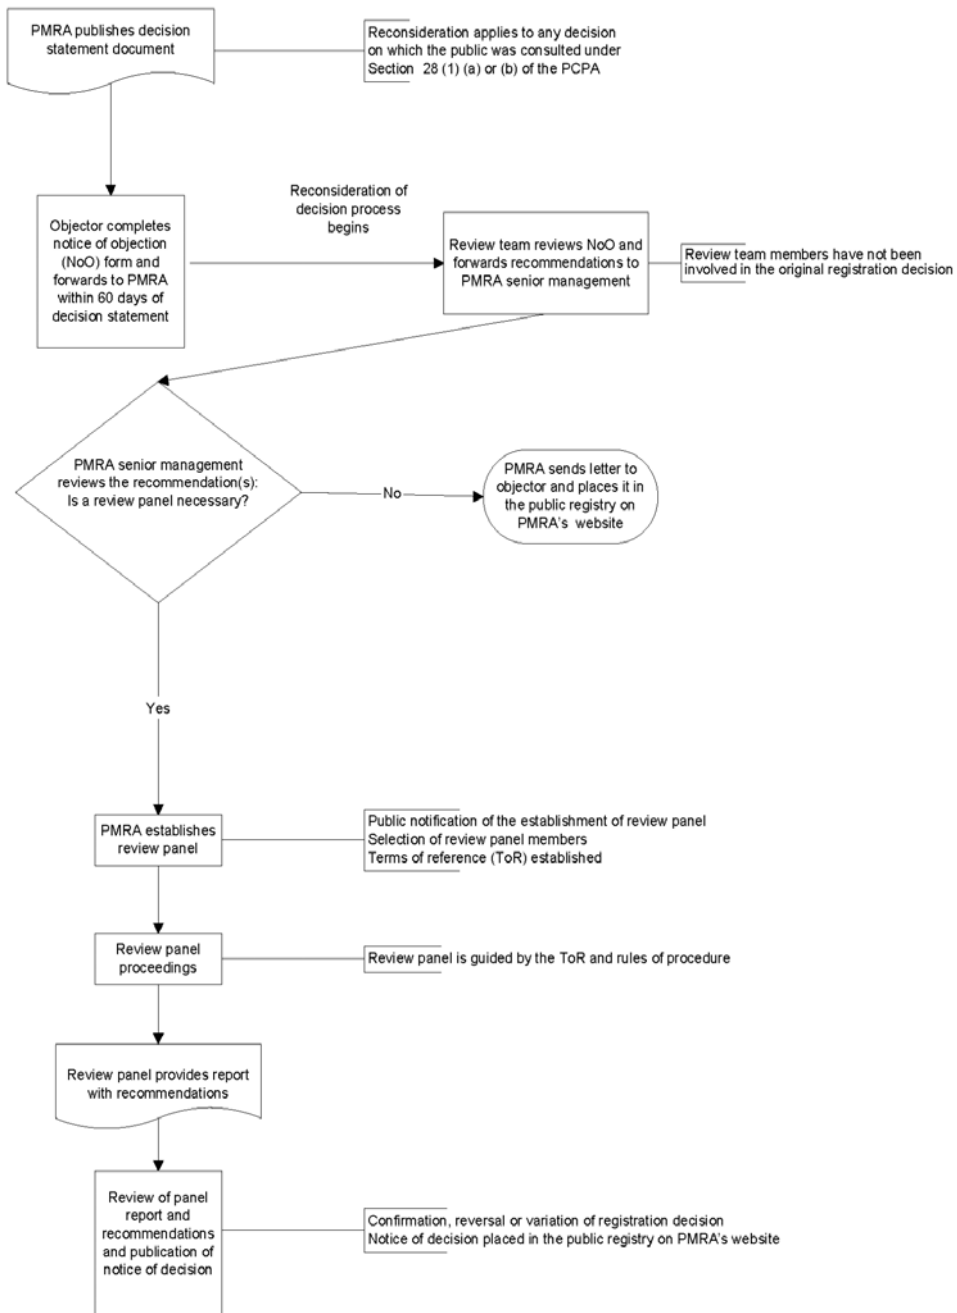 PMRA publishes decision
statement document
Reconsideration applies to any decision
on which the public was consulted under
Section 28 (1) (a) or (b) of the PCPA
Objector completes
notice of objection
(NoO) form and
forwards to PMRA
within 60 days of
decision statement
Reconsideration of
decision process
begins
Review team reviews NoO and
forwards recommendations to
PMRA senior management
Review team members have not been
involved in the original registration decision
PMRA senior management
reviews the recommendation(s):
Is a review panel necessary?
No
PMRA sends letter to
objector and places it in
the public registry on
PMRA's website
Yes
PMRA establishes
review panel
Public notification of the establishment of review panel
Selection of review panel members
Terms of reference (ToR) established
Review panel
proceedings
Review panel is guided by the ToR and rules of procedure
Review panel provides report
with recommendations
Review of panel
report and
recommendations
and publication of
notice of decision
Confirmation, reversal or variation of registration decision
Notice of decision placed in the public registry on PMRA's website